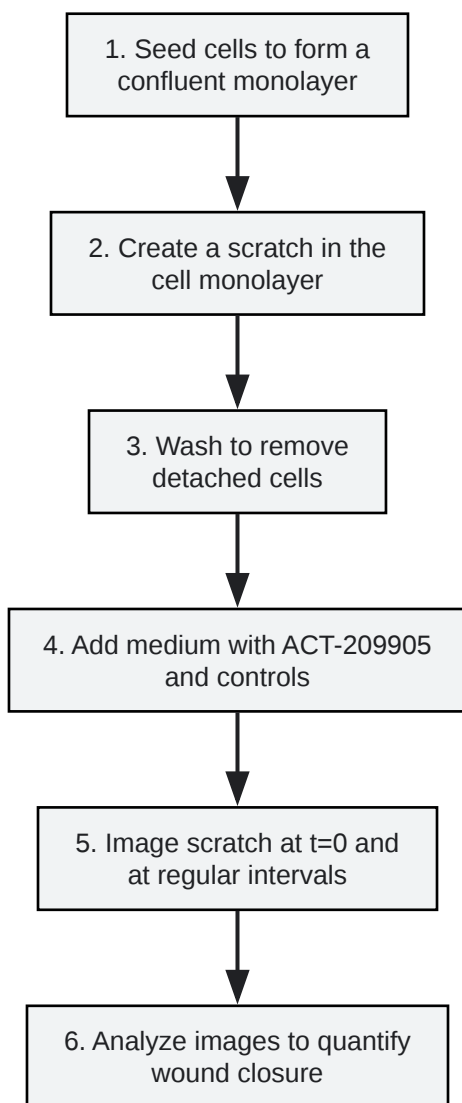 1. Seed cells to form a
confluent monolayer
2. Create a scratch in the
cell monolayer
3. Wash to remove
detached cells
4. Add medium with ACT-209905
and controls
5. Image scratch at t=0 and
at regular intervals
6. Analyze images to quantify
wound closure